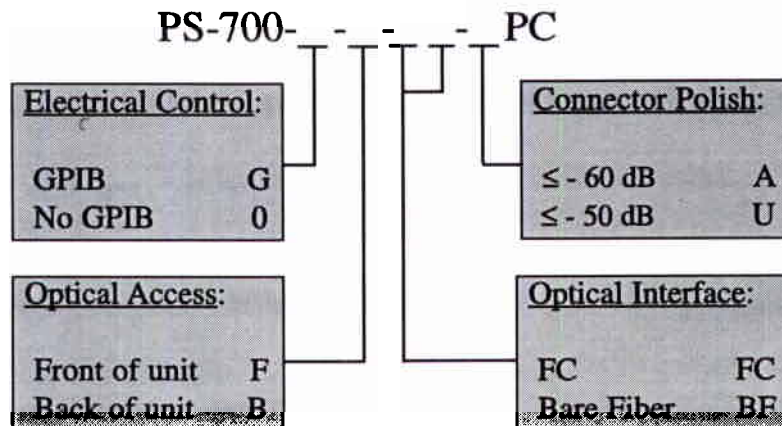 PS-700-_ - _ - _ _ - _ PC
Electrical Control:
GPIB G
No GPIB 0
Optical Access:
Front of unit F
Back of unit B
Connector Polish:
≤ - 60 dB A
≤ - 50 dB U
Optical Interface:
FC FC
Bare Fiber BF